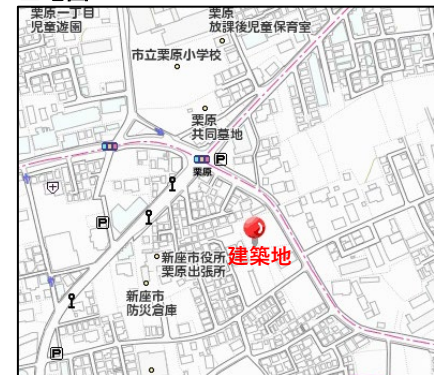 栗原一丁目
児童遊園
栗原
放課後児童保育室
市立栗原小学校
栗原
共同墓地
P
栗原
P
建築地
新座市役所
栗原出張所
新座市
防災倉庫
P